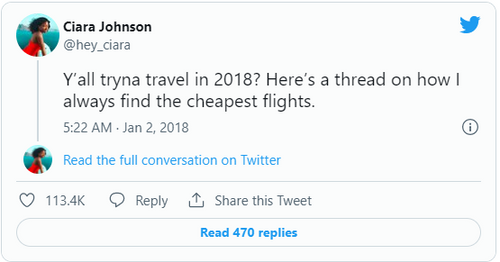 Ciara Johnson
@hey_ciara
Y’all tryna travel in 2018? Here’s a thread on how I
always find the cheapest flights.
5:22 AM · Jan 2, 2018
Read the full conversation on Twitter
113.4K Reply Share this Tweet
Read 470 replies